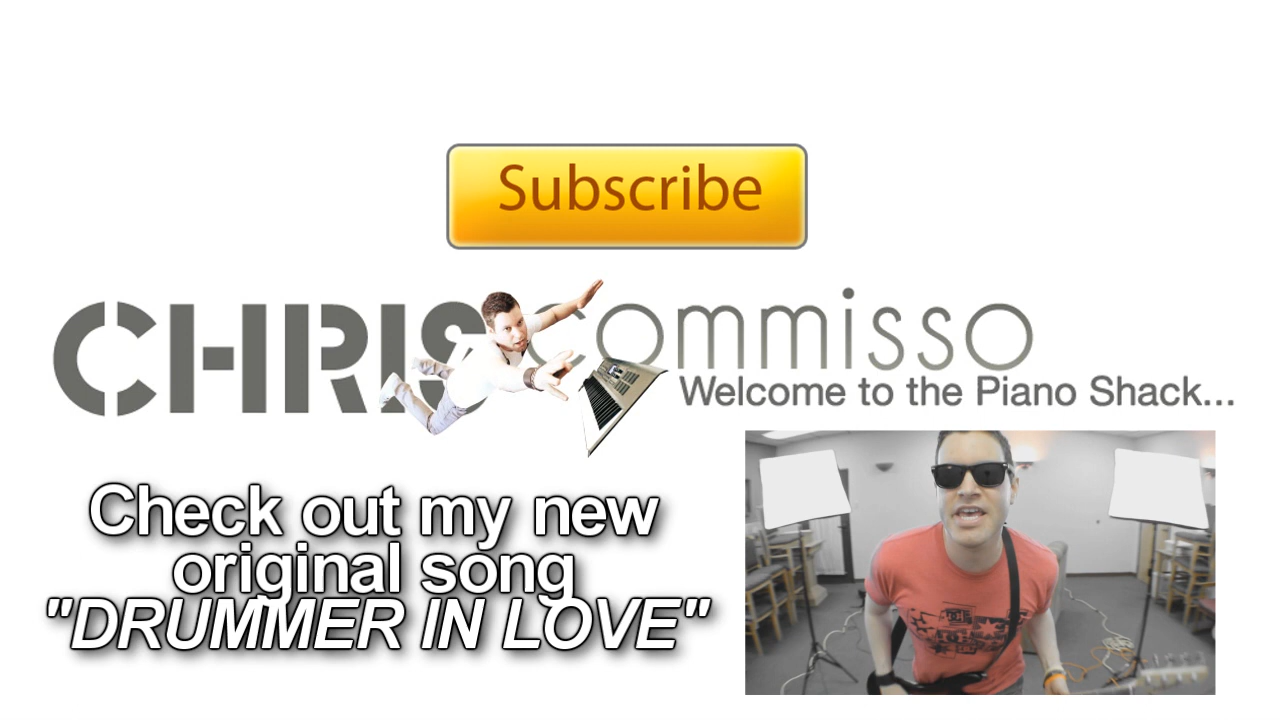 Subscribe
CHRIS commisso
Welcome to the Piano Shack...
Check out my new
original song
"DRUMMER IN LOVE"